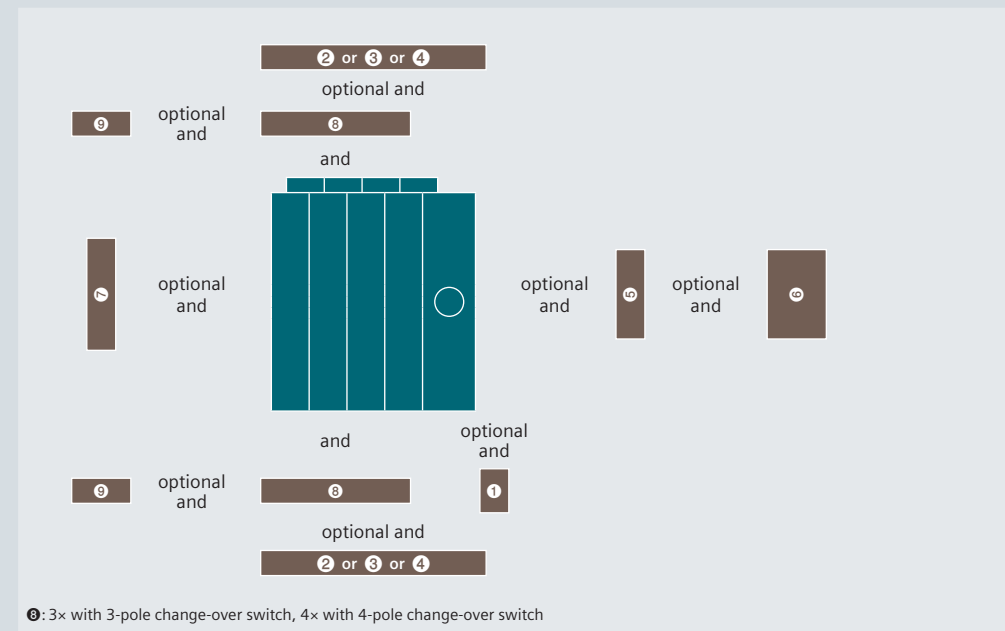 ❷ or ❸ or ❹
optional and
❾ optional and ❽
and
❼ optional and
optional and ❺ optional and ❻
and
optional and
❾ optional and ❽ ❶
optional and
❷ or ❸ or ❹
❽: 3× with 3-pole change-over switch, 4× with 4-pole change-over switch